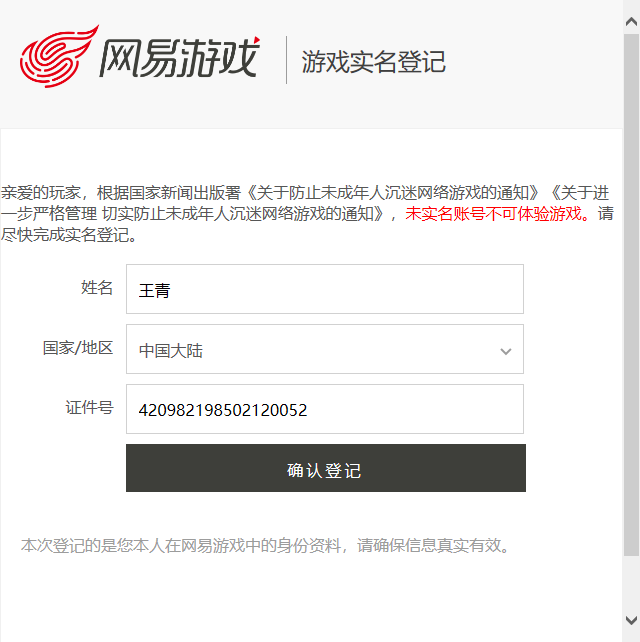 网易游戏 游戏实名登记
亲爱的玩家，根据国家新闻出版署《关于防止未成年人沉迷网络游戏的通知》《关于进
一步严格管理 切实防止未成年人沉迷网络游戏的通知》，未实名账号不可体验游戏。请
尽快完成实名登记。
姓名 王青
国家/地区 中国大陆
证件号 420982198502120052
确认登记
本次登记的是您本人在网易游戏中的身份资料，请确保信息真实有效。